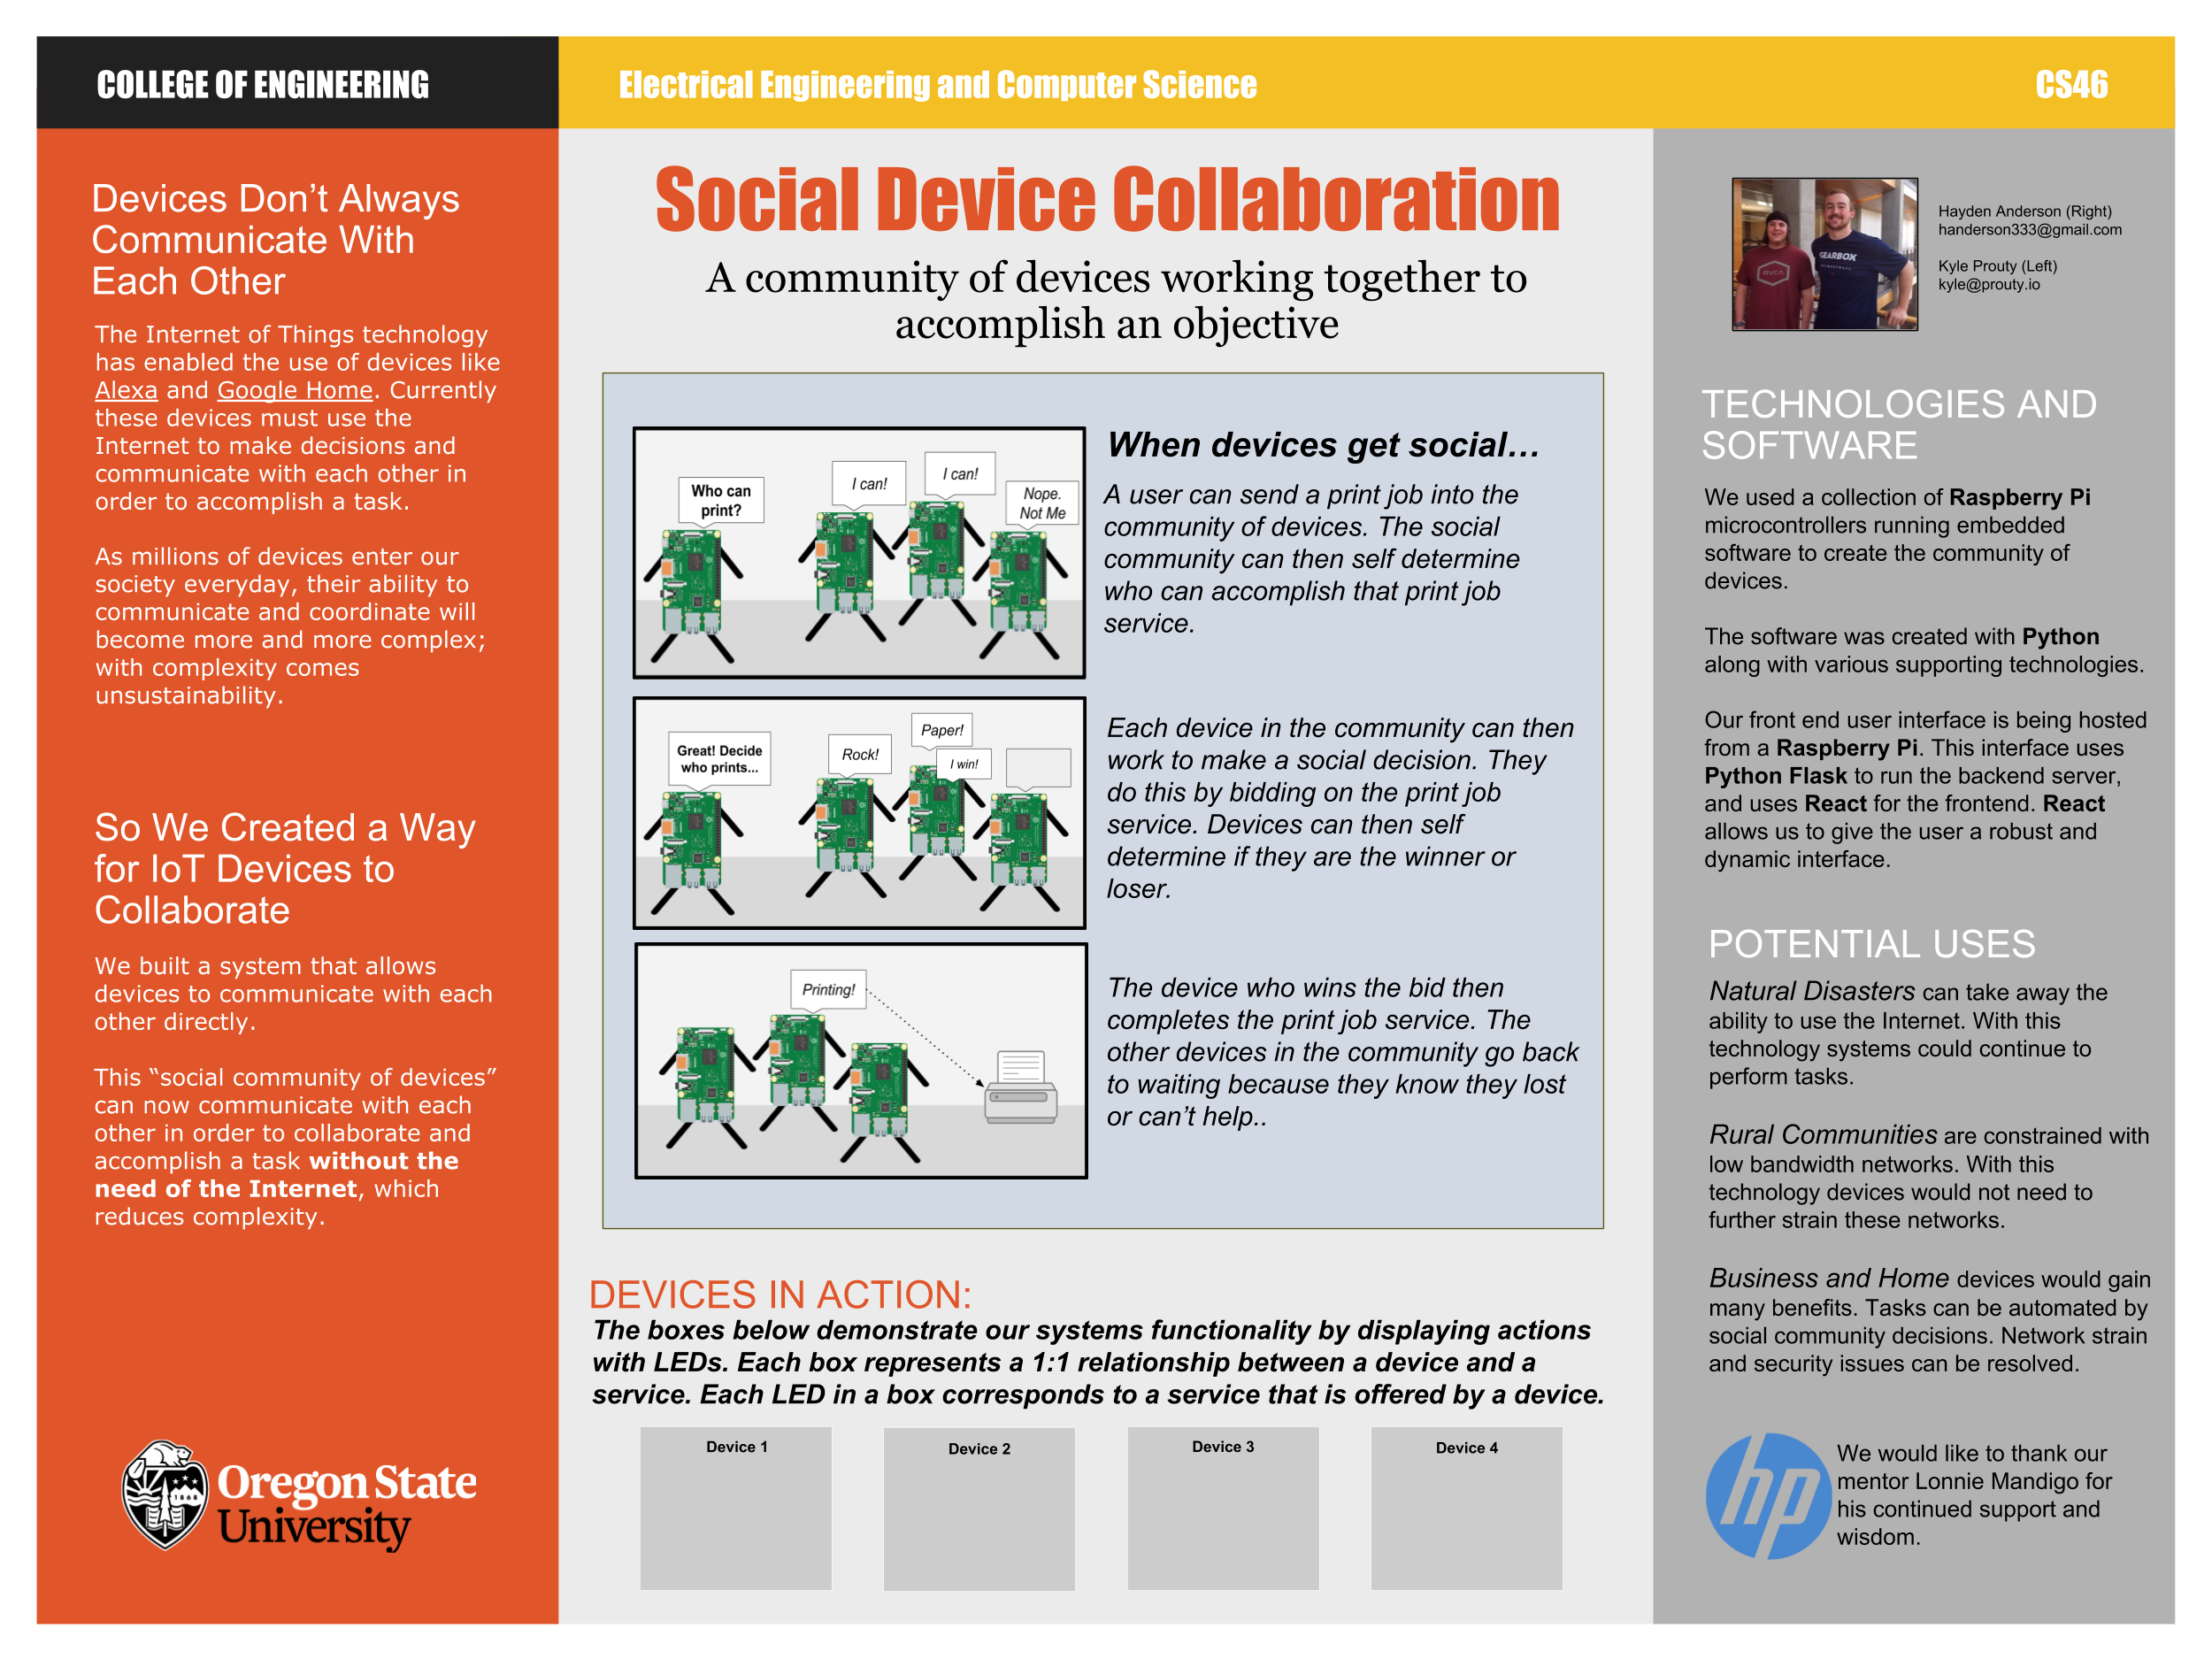 COLLEGE OF ENGINEERING
Electrical Engineering and Computer Science
CS46
Devices Don’t Always
Communicate With
Each Other
The Internet of Things technology
has enabled the use of devices like
Alexa and Google Home. Currently
these devices must use the
Internet to make decisions and
communicate with each other in
order to accomplish a task.
As millions of devices enter our
society everyday, their ability to
communicate and coordinate will
become more and more complex;
with complexity comes
unsustainability.
So We Created a Way
for IoT Devices to
Collaborate
We built a system that allows
devices to communicate with each
other directly.
This “social community of devices”
can now communicate with each
other in order to collaborate and
accomplish a task without the
need of the Internet, which
reduces complexity.
1868
Oregon State
University
Social Device Collaboration
A community of devices working together to
accomplish an objective
Who can
print?
I can!
I can!
Nope.
Not Me
When devices get social...
A user can send a print job into the
community of devices. The social
community can then self determine
who can accomplish that print job
service.
Great! Decide
who prints...
Rock!
Paper!
I win!
Each device in the community can then
work to make a social decision. They
do this by bidding on the print job
service. Devices can then self
determine if they are the winner or
loser.
Printing!
The device who wins the bid then
completes the print job service. The
other devices in the community go back
to waiting because they know they lost
or can’t help..
DEVICES IN ACTION:
The boxes below demonstrate our systems functionality by displaying actions
with LEDs. Each box represents a 1:1 relationship between a device and a
service. Each LED in a box corresponds to a service that is offered by a device.
Device 1
Device 2
Device 3
Device 4
RVCA
GEARBOX
Hayden Anderson (Right)
handerson333@gmail.com
Kyle Prouty (Left)
kyle@prouty.io
TECHNOLOGIES AND
SOFTWARE
We used a collection of Raspberry Pi
microcontrollers running embedded
software to create the community of
devices.
The software was created with Python
along with various supporting technologies.
Our front end user interface is being hosted
from a Raspberry Pi. This interface uses
Python Flask to run the backend server,
and uses React for the frontend. React
allows us to give the user a robust and
dynamic interface.
POTENTIAL USES
Natural Disasters can take away the
ability to use the Internet. With this
technology systems could continue to
perform tasks.
Rural Communities are constrained with
low bandwidth networks. With this
technology devices would not need to
further strain these networks.
Business and Home devices would gain
many benefits. Tasks can be automated by
social community decisions. Network strain
and security issues can be resolved.
hp
We would like to thank our
mentor Lonnie Mandigo for
his continued support and
wisdom.